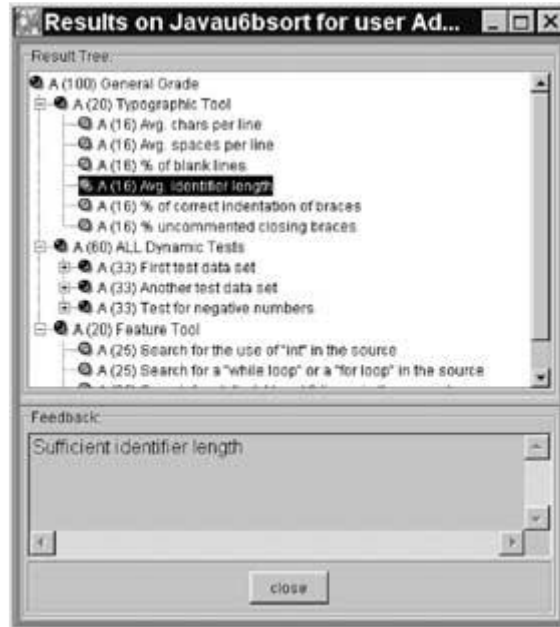 Results on Javau6bsort for user Ad...
Result Tree:
A (100) General Grade
A (20) Typographic Tool
A (16) Avg. chars per line
A (16) Avg. spaces per line
A (16) % of blank lines
A (16) Avg. identifier length
A (16) % of correct indentation of braces
A (16) % uncommented closing braces
A (60) ALL Dynamic Tests
A (33) First test data set
A (33) Another test data set
A (33) Test for negative numbers
A (20) Feature Tool
A (25) Search for the use of "int" in the source
A (25) Search for a "while loop" or a "for loop" in the source
Feedback:
Sufficient identifier length
close